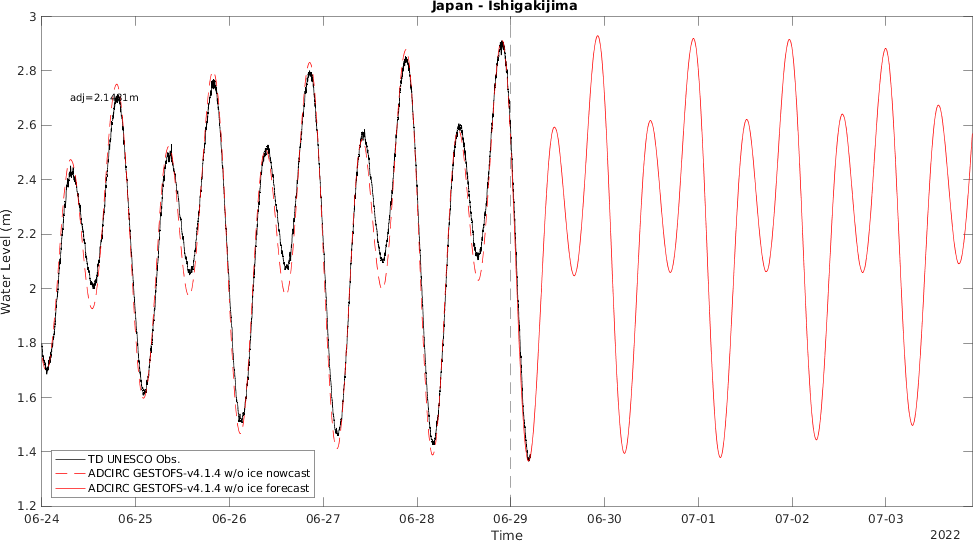 Japan - Ishigakijima
3
2.8
adj=2.1481m
2.6
2.4
2.2
2
1.8
1.6
1.4
1.2
Water Level (m)
TD UNESCO Obs.
ADCIRC GESTOFS-v4.1.4 w/o ice nowcast
ADCIRC GESTOFS-v4.1.4 w/o ice forecast
06-24 06-25 06-26 06-27 06-28 06-29 06-30 07-01 07-02 07-03
Time
2022